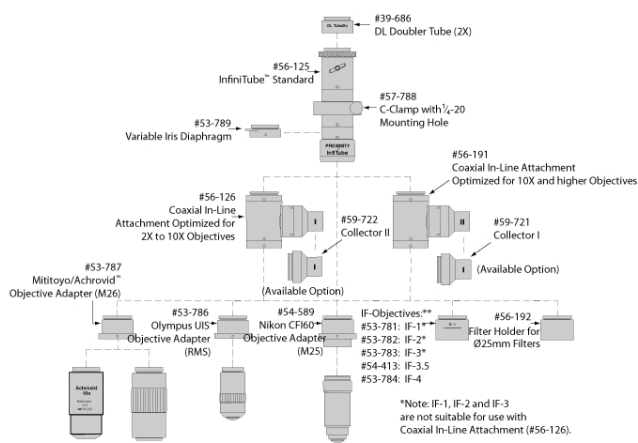 #39-686
DL Doubler Tube (2X)
#56-125
InfiniTube™ Standard
#57-788
C-Clamp with ¼-20
Mounting Hole
#53-789
Variable Iris Diaphragm
PROXIMITY
InfiTube
#56-191
Coaxial In-Line Attachment
Optimized for 10X and higher Objectives
#56-126
Coaxial In-Line
Attachment Optimized for
2X to 10X Objectives
I
II
#59-722
Collector II
#59-721
Collector I
I
I
(Available Option)
(Available Option)
#53-787
Mititoyo/Achrovid™
Objective Adapter (M26)
#53-786
Olympus UIS
Objective Adapter
(RMS)
#54-589
Nikon CFI60
Objective Adapter
(M25)
IF-Objectives:**
#53-781: IF-1*
#53-782: IF-2*
#53-783: IF-3*
#54-413: IF-3.5
#53-784: IF-4
#56-192
Filter Holder for
Ø25mm Filters
Achrovid
10x
*Note: IF-1, IF-2 and IF-3
are not suitable for use with
Coaxial In-Line Attachment (#56-126).